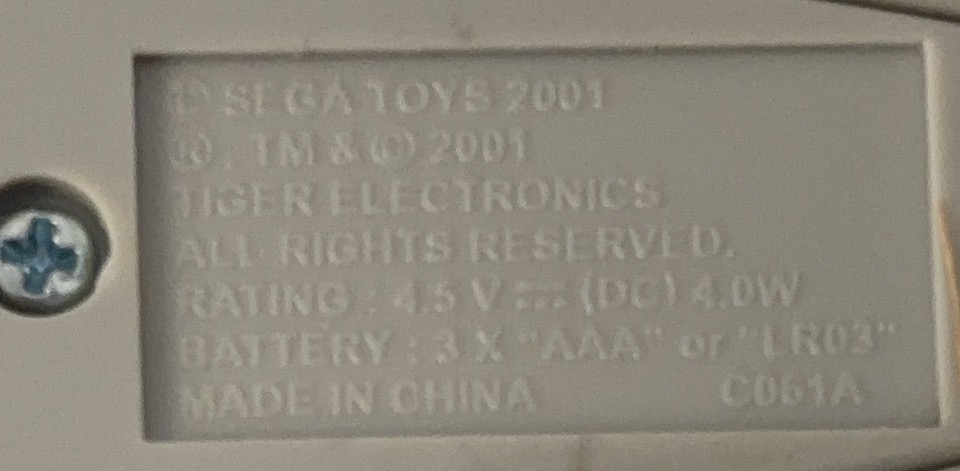 © SEGA TOYS 2001
®, TM & (C) 2001
TIGER ELECTRONICS
ALL RIGHTS RESERVED.
RATING : 4.5 V ⎓ (DC) 4.0W
BATTERY : 3 X "AAA" or "LR03"
MADE IN CHINA C061A